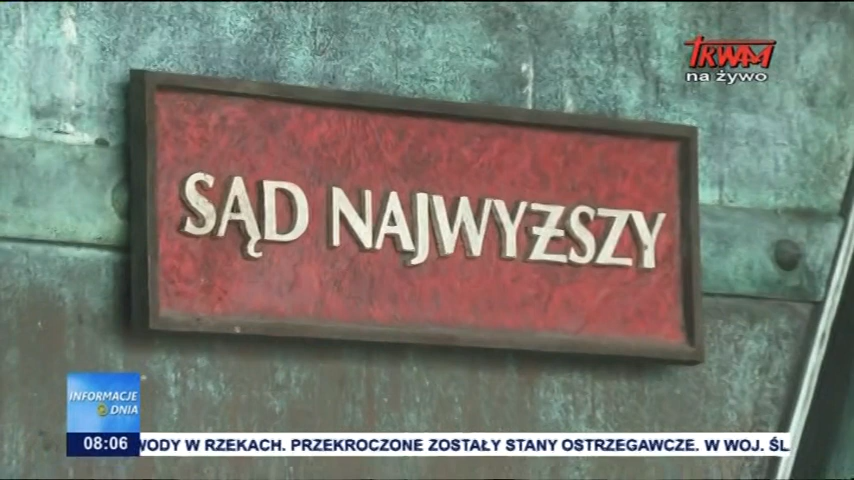 TRWAM
na żywo
SĄD NAJWYŻSZY
INFORMACJE
DNIA
08:06
WODY W RZEKACH. PRZEKROCZONE ZOSTAŁY STANY OSTRZEGAWCZE. W WOJ. ŚL